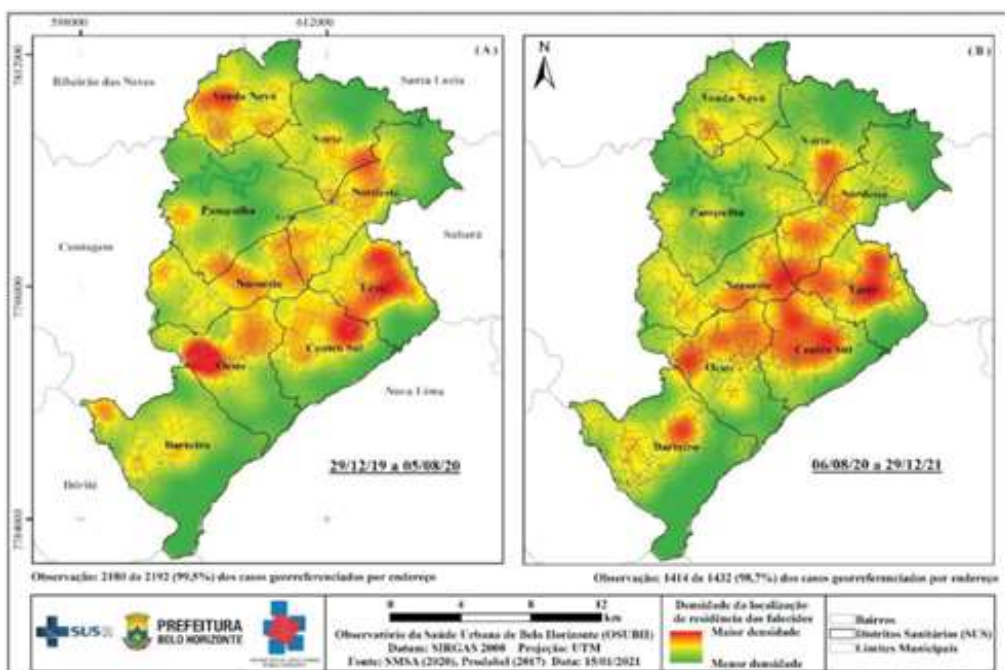 598000 612000
7812000
7798000
7784000
(A)
Ribeirão das Neves
Santa Luzia
Venda Nova
Norte
Nordeste
Pampulha
Contagem
Sabará
Noroeste
Leste
Centro Sul
Oeste
Nova Lima
Barreiro
Ibirité
29/12/19 a 05/08/20
N
(B)
Venda Nova
Norte
Nordeste
Pampulha
Noroeste
Leste
Centro Sul
Oeste
Barreiro
06/08/20 a 29/12/21
Observação: 2180 de 2192 (99,5%) dos casos georreferenciados por endereço
Observação: 1414 de 1432 (98,7%) dos casos georreferenciados por endereço
SUS
PREFEITURA
BELO HORIZONTE
0 4 8 12
km
Observatório da Saúde Urbana de Belo Horizonte (OSUBH)
Datum: SIRGAS 2000 Projeção: UTM
Fonte: SMSA (2020), Prodabel (2017) Data: 15/01/2021
Densidade da localização
de residência dos falecidos
Maior densidade
Menor densidade
Bairros
Distritos Sanitários (SUS)
Limites Municipais